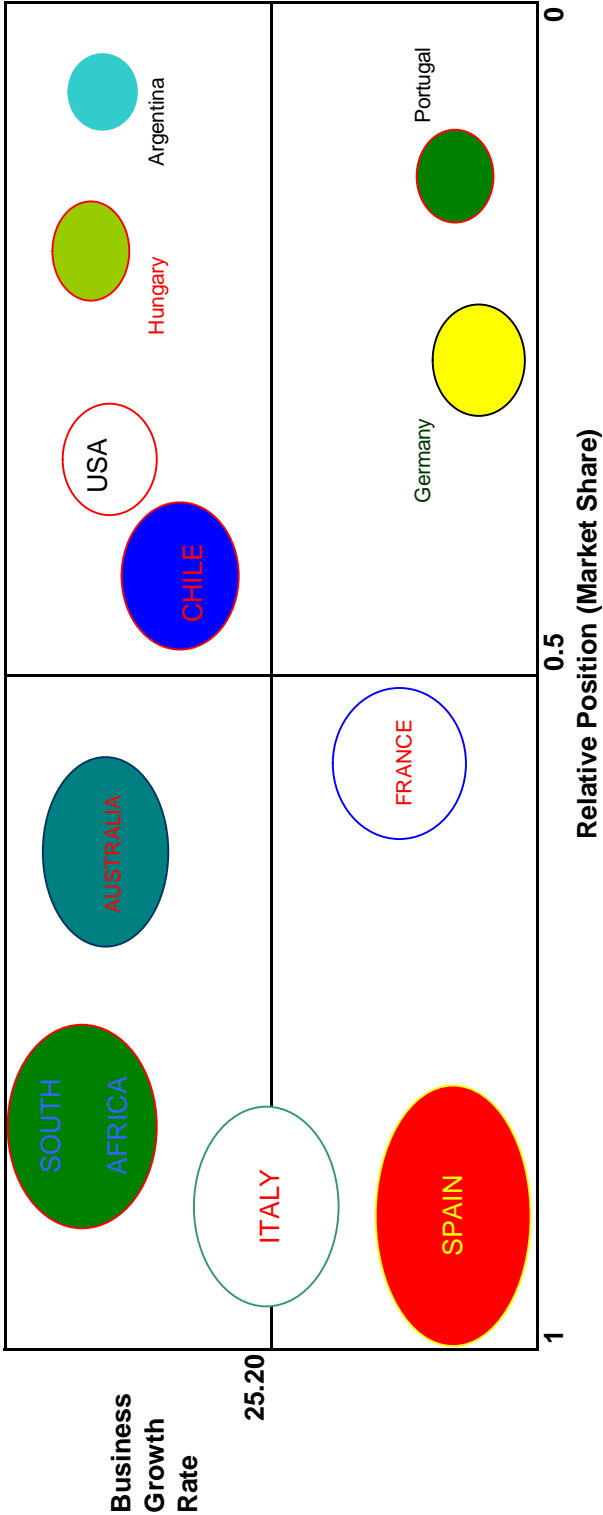 Business
Growth
Rate
25.20
SOUTH
AFRICA
AUSTRALIA
USA
CHILE
Hungary
Argentina
ITALY
SPAIN
FRANCE
Germany
Portugal
1
0.5
0
Relative Position (Market Share)